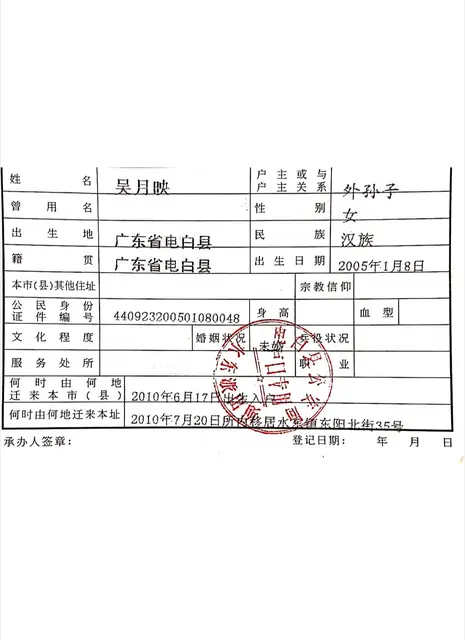 姓名 吴月映 户主或与户主关系 外孙子
曾用名 性别 女
出生地 广东省电白县 民族 汉族
籍贯 广东省电白县 出生日期 2005年1月8日
本市(县)其他住址 宗教信仰
公民身份证件编号 440923200501080048 身高 血型
文化程度 婚姻状况 未婚 兵役状况
服务处所 职业
何时由何地迁来本市(县) 2010年6月17日出生入户
何时由何地迁来本址 2010年7月20日所内移居水东镇东阳北街35号
承办人签章： 登记日期： 年 月 日